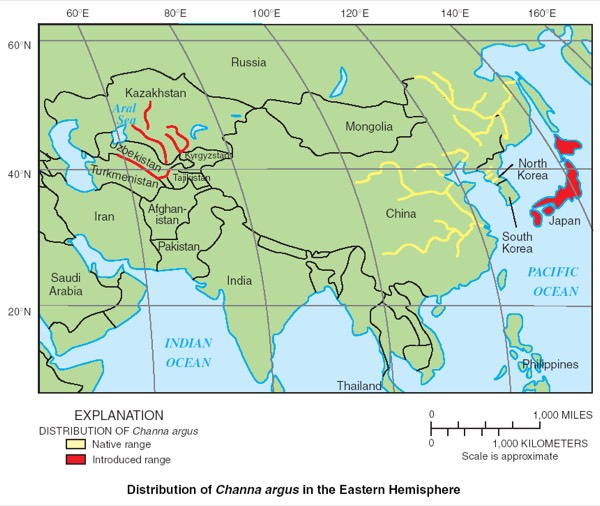 60°E
80°E
100°E
120°E
140°E
160°E
60°N
Russia
Kazakhstan
Aral
Sea
Mongolia
Uzbekistan
Kyrgyzstan
North
Korea
40°N
Turkmenistan
Tajikistan
Afghan-
istan
China
Japan
Iran
South
Korea
Pakistan
Saudi
Arabia
India
PACIFIC
OCEAN
20°N
INDIAN
OCEAN
Philippines
Thailand
EXPLANATION
DISTRIBUTION OF Channa argus
Native range
Introduced range
0
1,000 MILES
0
1,000 KILOMETERS
Scale is approximate
Distribution of Channa argus in the Eastern Hemisphere